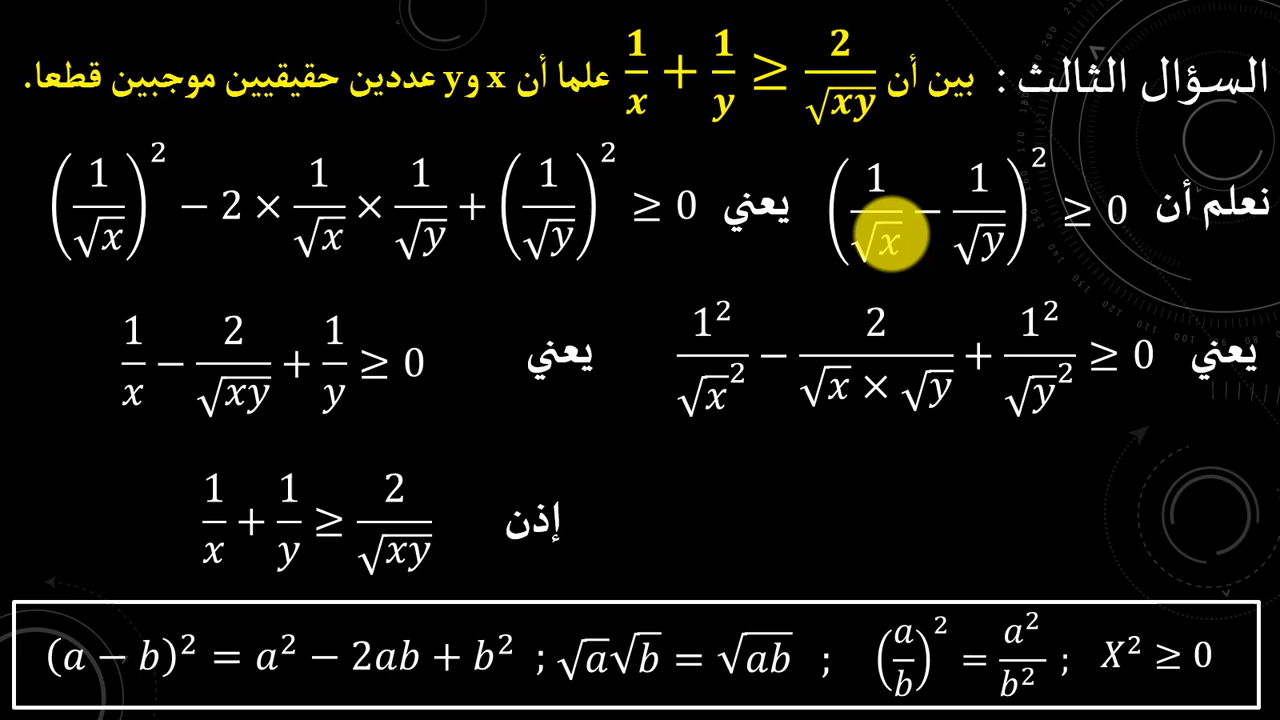 السؤال الثالث : بين أن 1/x + 1/y ≥ 2/√xy علما أن x وy عددين حقيقيين موجبين قطعا.
نعلم أن (1/√x − 1/√y)² ≥ 0 يعني (1/√x)² − 2 × 1/√x × 1/√y + (1/√y)² ≥ 0
يعني 1²/√x² − 2/(√x × √y) + 1²/√y² ≥ 0 يعني 1/x − 2/√xy + 1/y ≥ 0
إذن 1/x + 1/y ≥ 2/√xy
(a − b)² = a² − 2ab + b² ; √a√b = √ab ; (a/b)² = a²/b² ; X² ≥ 0